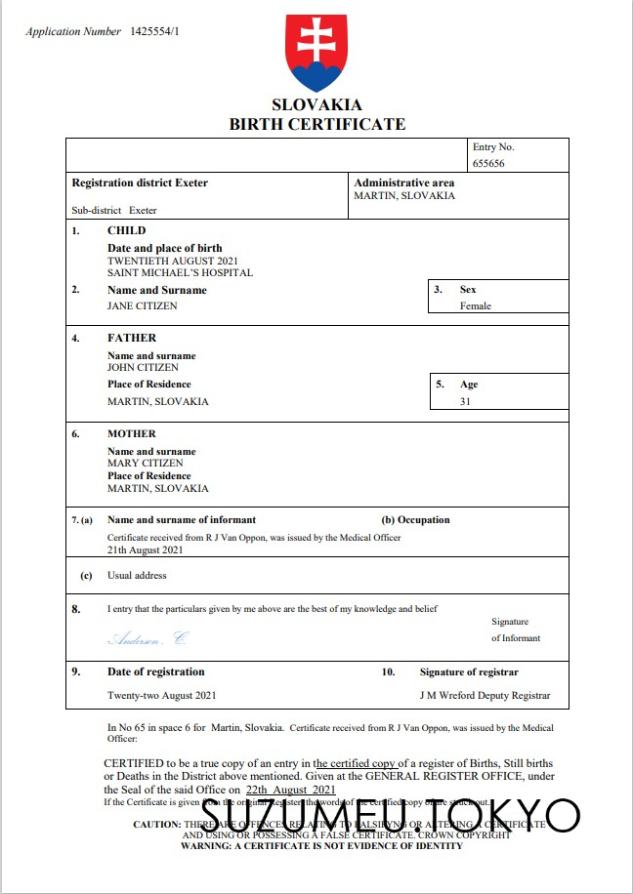 Application Number 1425554/1
SLOVAKIA
BIRTH CERTIFICATE
Entry No.
655656
Registration district Exeter
Sub-district Exeter
Administrative area
MARTIN, SLOVAKIA
1. CHILD
Date and place of birth
TWENTIETH AUGUST 2021
SAINT MICHAEL'S HOSPITAL
2. Name and Surname
JANE CITIZEN
3. Sex
Female
4. FATHER
Name and surname
JOHN CITIZEN
Place of Residence
MARTIN, SLOVAKIA
5. Age
31
6. MOTHER
Name and surname
MARY CITIZEN
Place of Residence
MARTIN, SLOVAKIA
7. (a) Name and surname of informant (b) Occupation
Certificate received from R J Van Oppon, was issued by the Medical Officer
21th August 2021
(c) Usual address
8. I entry that the particulars given by me above are the best of my knowledge and belief
Anderson. C.
Signature
of Informant
9. Date of registration
Twenty-two August 2021
10. Signature of registrar
J M Wreford Deputy Registrar
In No 65 in space 6 for Martin, Slovakia. Certificate received from R J Van Oppon, was issued by the Medical
Officer:
CERTIFIED to be a true copy of an entry in the certified copy of a register of Births, Still births
or Deaths in the District above mentioned. Given at the GENERAL REGISTER OFFICE, under
the Seal of the said Office on 22th August 2021
If the Certificate is given from the original Register the words of the certified copy of are struck out.
SUZUMEU.TOKYO
CAUTION: THERE ARE OFFENCES RELATING TO FALSIFYNG OR ALTERING A CERTIFICATE
AND USING OR POSSESSING A FALSE CERTIFICATE. CROWN COPYRIGHT
WARNING: A CERTIFICATE IS NOT EVIDENCE OF IDENTITY